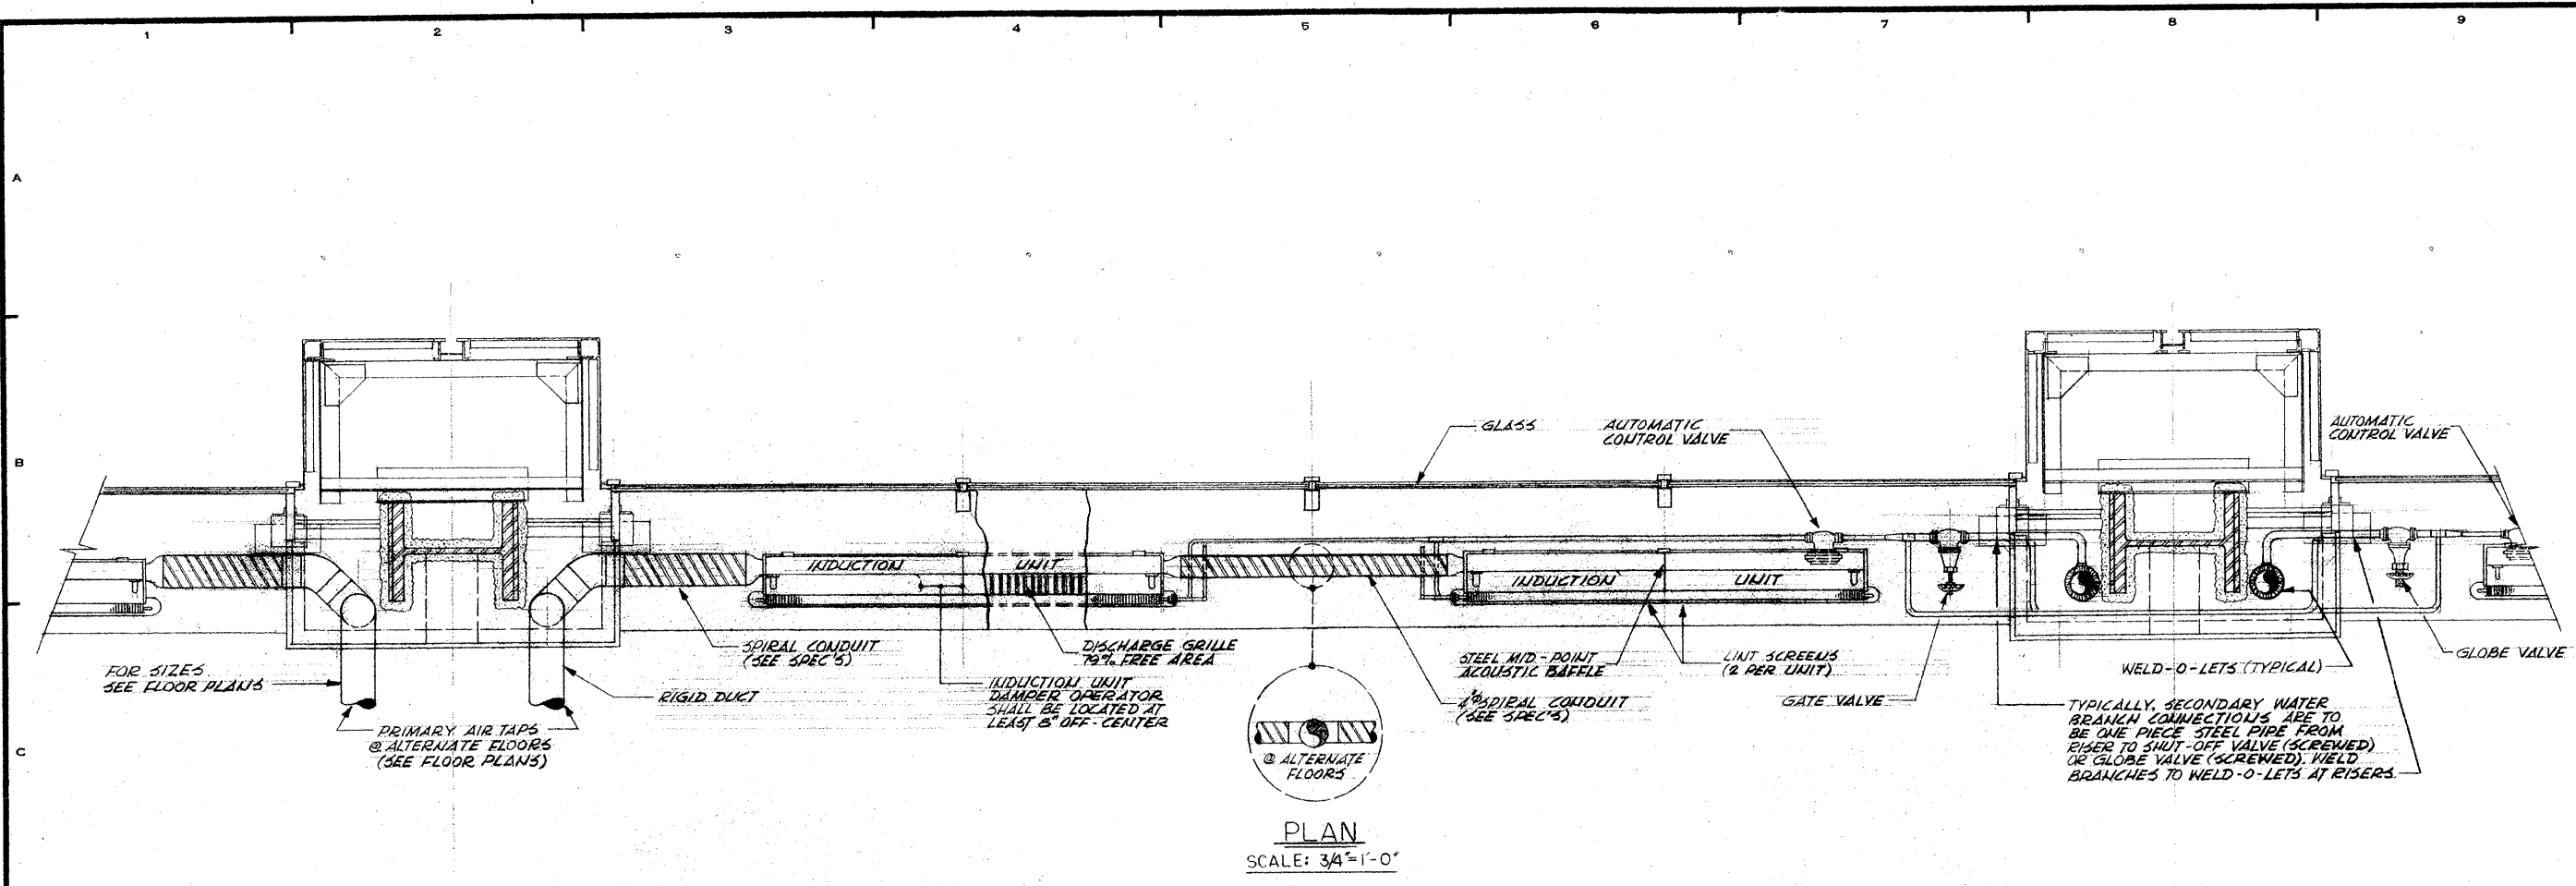 1 2 3 4 5 6 7 8 9
A
B
C
GLASS
AUTOMATIC
CONTROL VALVE
AUTOMATIC
CONTROL VALVE
INDUCTION UNIT
INDUCTION UNIT
FOR SIZES
SEE FLOOR PLANS
PRIMARY AIR TAPS
@ ALTERNATE FLOORS
(SEE FLOOR PLANS)
RIGID DUCT
SPIRAL CONDUIT
(SEE SPEC'S)
INDUCTION UNIT
DAMPER OPERATOR
SHALL BE LOCATED AT
LEAST 8" OFF-CENTER
DISCHARGE GRILLE
79% FREE AREA
@ ALTERNATE
FLOORS
STEEL MID-POINT
ACOUSTIC BAFFLE
4"⌀ SPIRAL CONDUIT
(SEE SPEC'S)
LINT SCREENS
(2 PER UNIT)
GATE VALVE
WELD-O-LETS (TYPICAL)
GLOBE VALVE
TYPICALLY, SECONDARY WATER
BRANCH CONNECTIONS ARE TO
BE ONE PIECE STEEL PIPE FROM
RISER TO SHUT-OFF VALVE (SCREWED)
OR GLOBE VALVE (SCREWED). WELD
BRANCHES TO WELD-O-LETS AT RISERS.
PLAN
SCALE: 3/4"=1'-0"